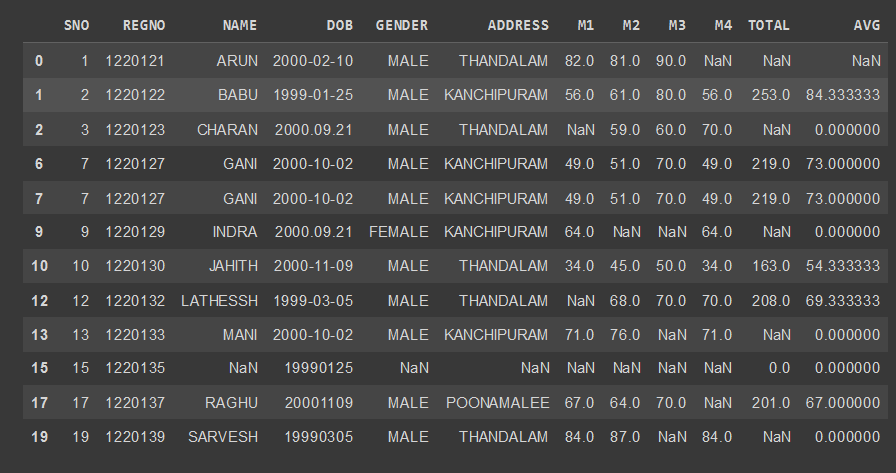 SNO REGNO NAME DOB GENDER ADDRESS M1 M2 M3 M4 TOTAL AVG
0 1 1220121 ARUN 2000-02-10 MALE THANDALAM 82.0 81.0 90.0 NaN NaN NaN
1 2 1220122 BABU 1999-01-25 MALE KANCHIPURAM 56.0 61.0 80.0 56.0 253.0 84.333333
2 3 1220123 CHARAN 2000.09.21 MALE THANDALAM NaN 59.0 60.0 70.0 NaN 0.000000
6 7 1220127 GANI 2000-10-02 MALE KANCHIPURAM 49.0 51.0 70.0 49.0 219.0 73.000000
7 7 1220127 GANI 2000-10-02 MALE KANCHIPURAM 49.0 51.0 70.0 49.0 219.0 73.000000
9 9 1220129 INDRA 2000.09.21 FEMALE KANCHIPURAM 64.0 NaN NaN 64.0 NaN 0.000000
10 10 1220130 JAHITH 2000-11-09 MALE THANDALAM 34.0 45.0 50.0 34.0 163.0 54.333333
12 12 1220132 LATHESSH 1999-03-05 MALE THANDALAM NaN 68.0 70.0 70.0 208.0 69.333333
13 13 1220133 MANI 2000-10-02 MALE KANCHIPURAM 71.0 76.0 NaN 71.0 NaN 0.000000
15 15 1220135 NaN 19990125 NaN NaN NaN NaN NaN NaN 0.0 0.000000
17 17 1220137 RAGHU 20001109 MALE POONAMALEE 67.0 64.0 70.0 NaN 201.0 67.000000
19 19 1220139 SARVESH 19990305 MALE THANDALAM 84.0 87.0 NaN 84.0 NaN 0.000000